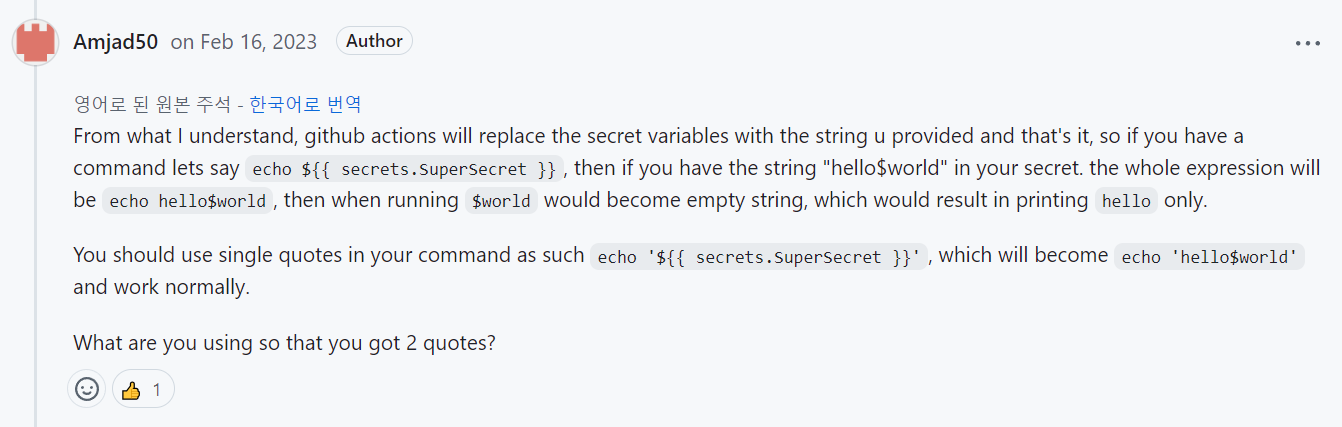 Amjad50 on Feb 16, 2023 Author
영어로 된 원본 주석 - 한국어로 번역
From what I understand, github actions will replace the secret variables with the string u provided and that's it, so if you have a
command lets say echo ${{ secrets.SuperSecret }}, then if you have the string "hello$world" in your secret. the whole expression will
be echo hello$world, then when running $world would become empty string, which would result in printing hello only.
You should use single quotes in your command as such echo '${{ secrets.SuperSecret }}', which will become echo 'hello$world'
and work normally.
What are you using so that you got 2 quotes?
👍 1